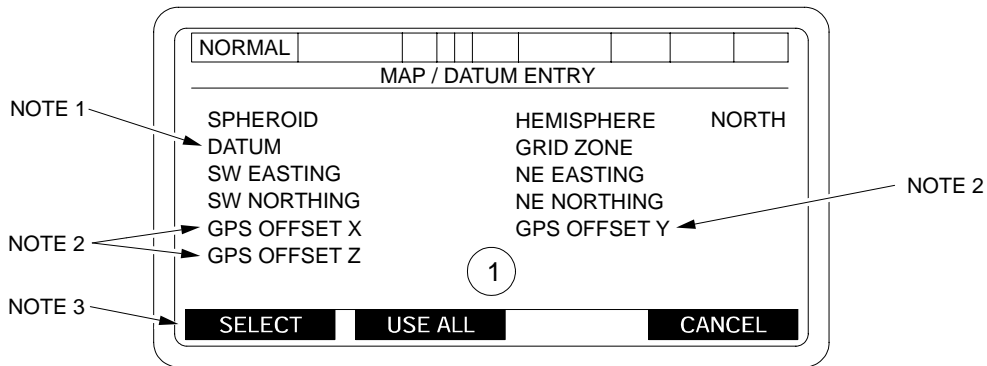 NORMAL
MAP / DATUM ENTRY
NOTE 1
SPHEROID HEMISPHERE NORTH
DATUM GRID ZONE
SW EASTING NE EASTING
SW NORTHING NE NORTHING
NOTE 2
GPS OFFSET X GPS OFFSET Y
NOTE 2
GPS OFFSET Z
1
NOTE 3
SELECT USE ALL CANCEL